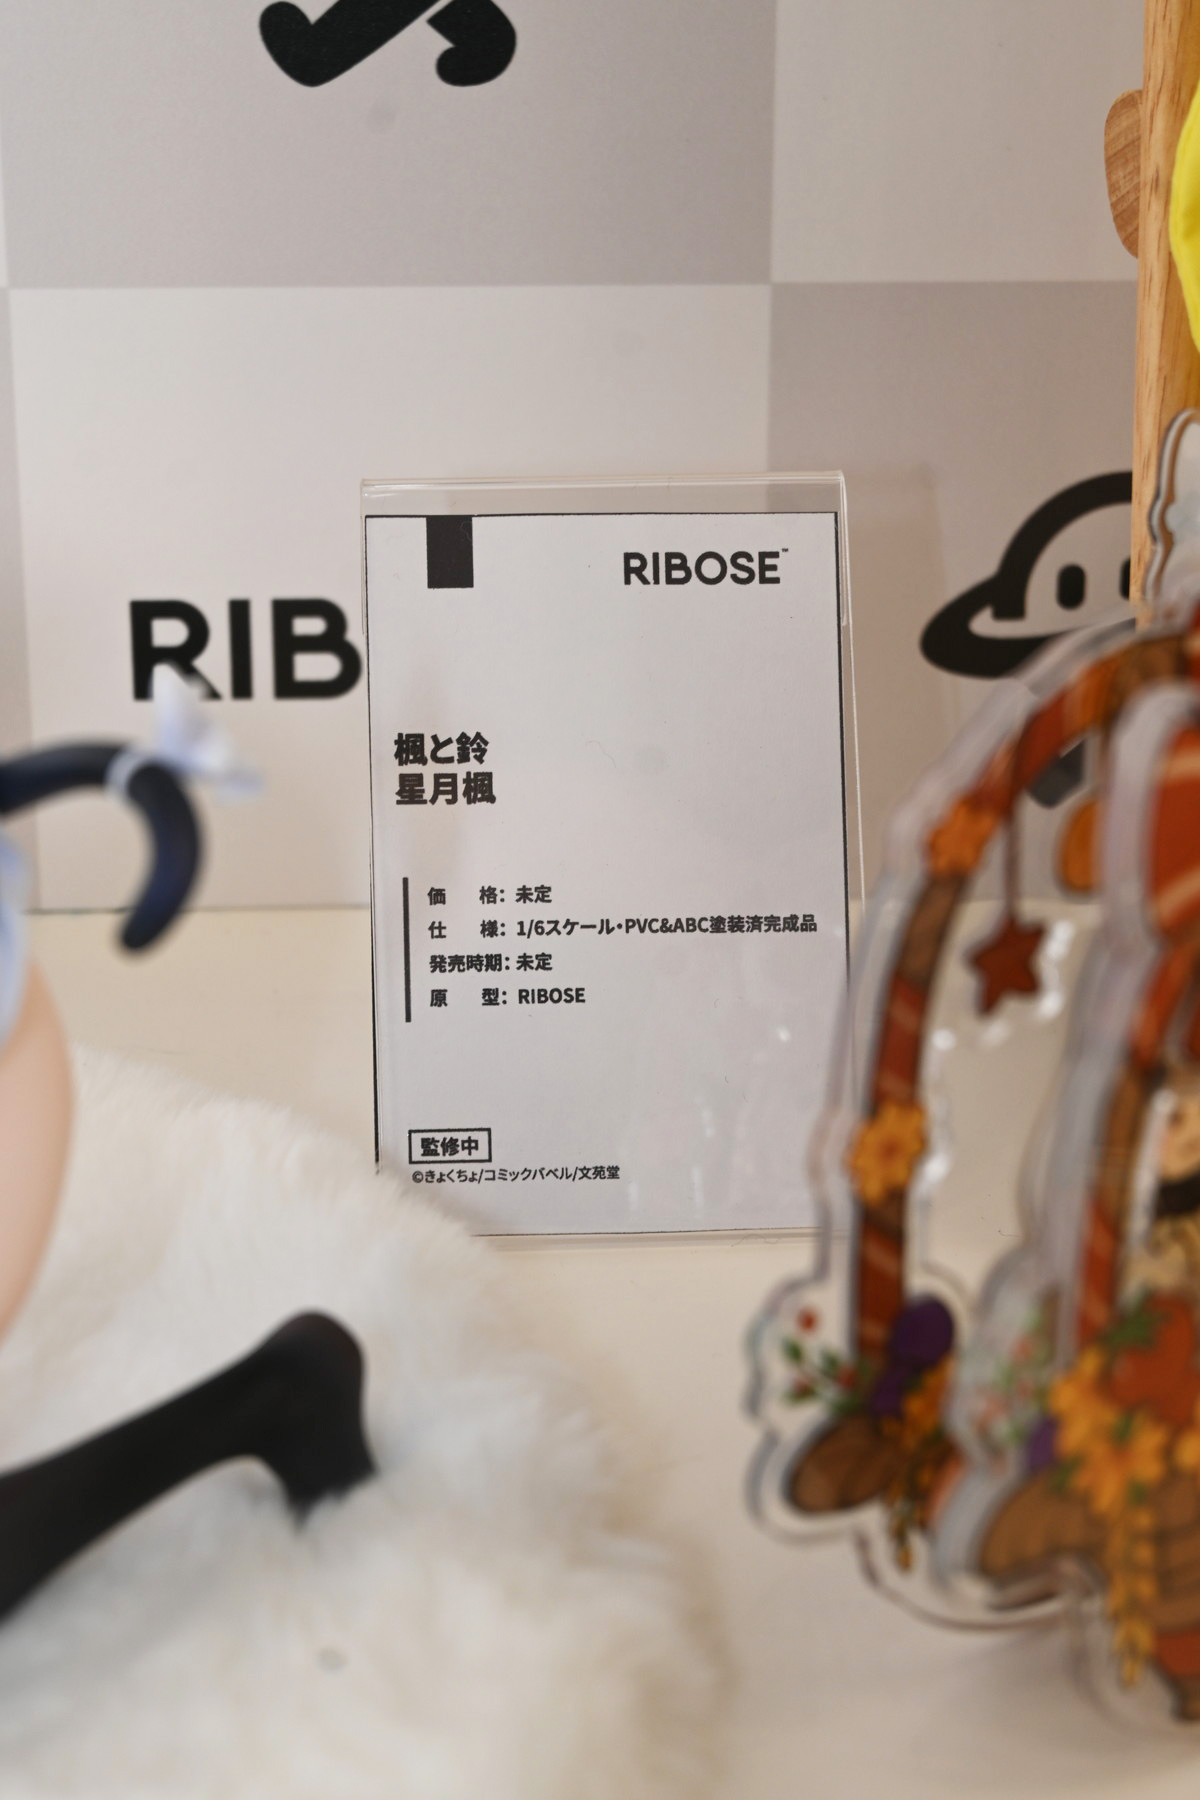 RIBOSE™
RIB
楓と鈴
星月楓
価　格：未定
仕　様：1/6スケール・PVC&ABC塗装済完成品
発売時期：未定
原　型：RIBOSE
監修中
©きょくちょ/コミックバベル/文苑堂